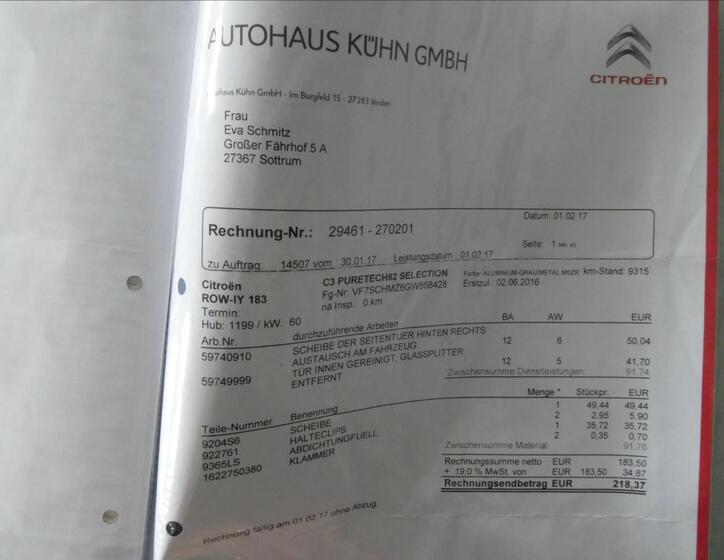 AUTOHAUS KÜHN GMBH
CITROËN
Autohaus Kühn GmbH - Im Burgfeld 15 - 27283 Verden
Frau
Eva Schmitz
Großer Fährhof 5 A
27367 Sottrum
Datum: 01.02.17
Rechnung-Nr.: 29461 - 270201
Seite: 1 MA: 43
zu Auftrag: 14507 vom 30.01.17 Leistungsdatum : 01.02.17
Citroën C3 PURETECH82 SELECTION Farbe: ALUMINIUM-GRAU/METAL M0ZR km-Stand: 9315
ROW-IY 183 Fg-Nr: VF7SCHMZ6GW558428 Erstzul.: 02.06.2016
Termin: nä Insp.: 0 km
Hub: 1199 / kW: 60
Arb.Nr. durchzuführende Arbeiten BA AW EUR
59740910 SCHEIBE DER SEITENTUER HINTEN RECHTS 12 6 50,04
AUSTAUSCH AM FAHRZEUG
59749999 TÜR INNEN GEREINIGT, GLASSPLITTER 12 5 41,70
ENTFERNT
Zwischensumme Dienstleistungen: 91,74
Teile-Nummer Benennung Menge * Stückpr. EUR
9204S6 SCHEIBE 1 49,44 49,44
922761 HALTECLIPS 2 2,95 5,90
9365LS ABDICHTUNGFUELL 1 35,72 35,72
1622750380 KLAMMER 2 0,35 0,70
Zwischensumme Material: 91,76
Rechnungssumme netto EUR 183,50
+ 19,0 % MwSt. von EUR 183,50 34,87
Rechnungsendbetrag EUR 218,37
Rechnung fällig am 01.02.17 ohne Abzug.